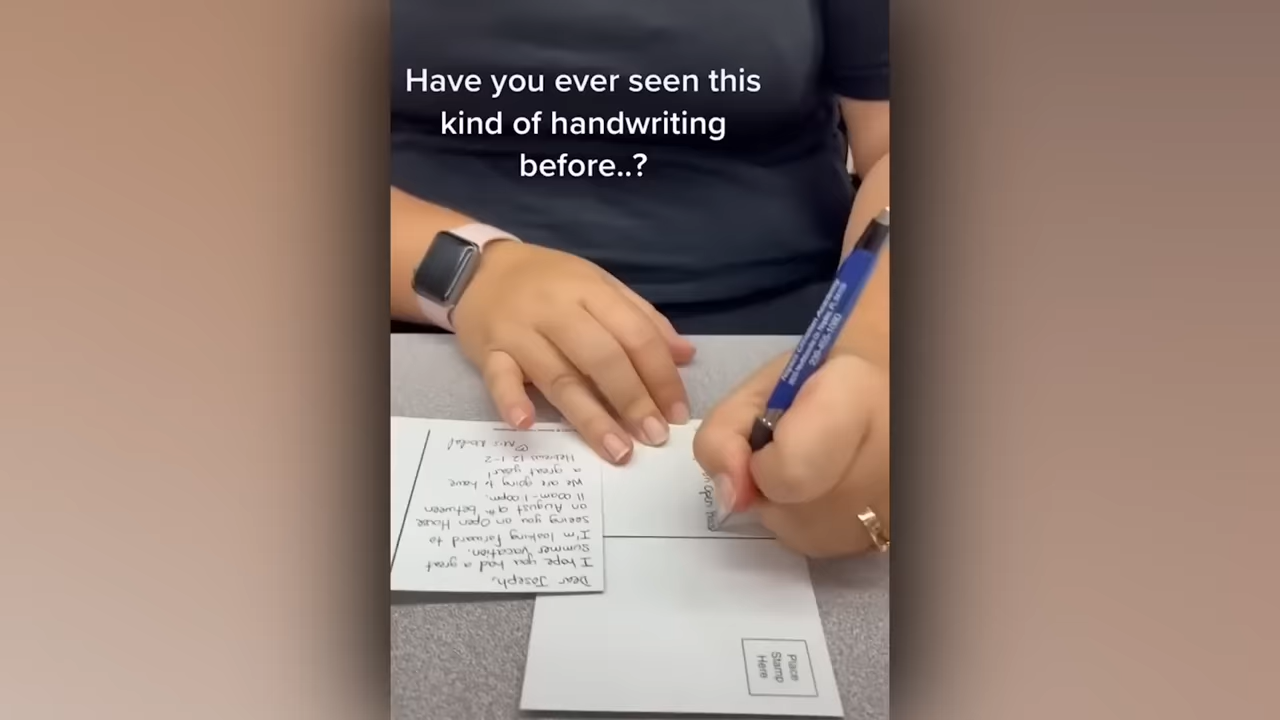 Have you ever seen this
kind of handwriting
before..?
Dear Joseph,
I hope you had a great
summer vacation.
I'm looking forward to
seeing you on Open House
on August 9th between
11:00am-1:00pm.
We are going to have
a great year!
Hebrews 12:1-2
♡ Mrs.
open
Place
Stamp
Here